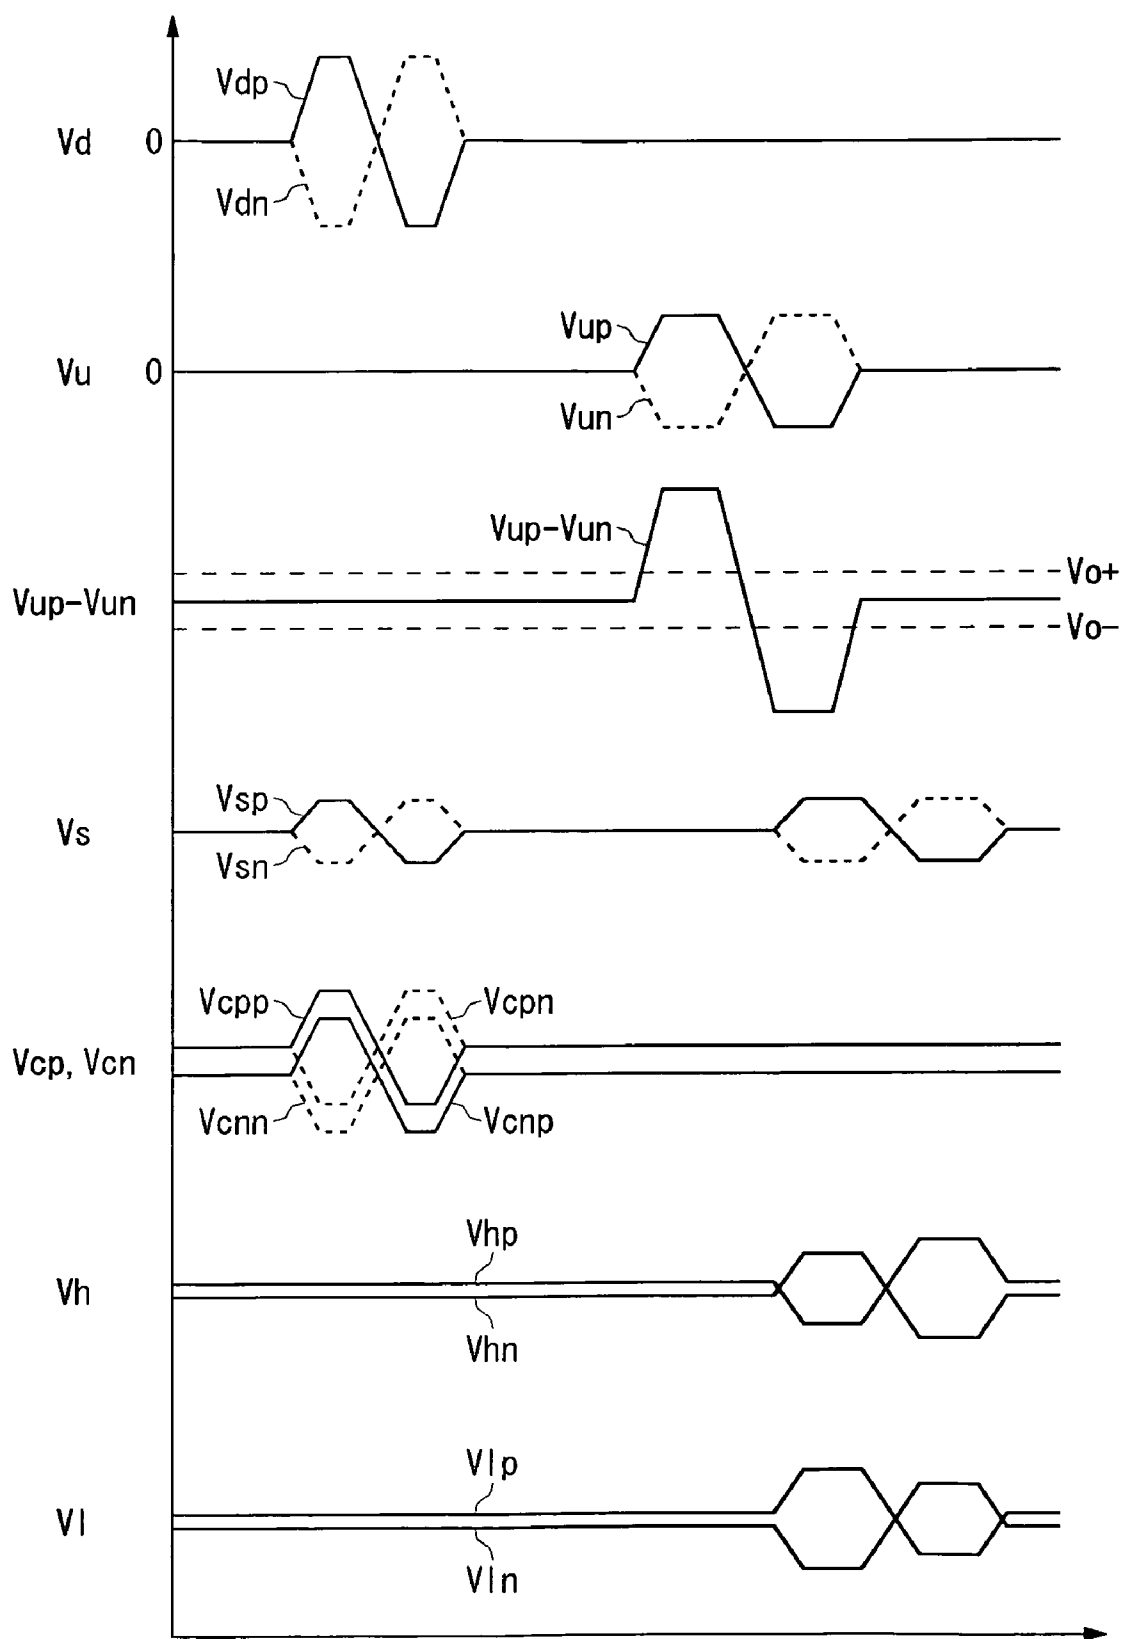 Vdp
Vd 0
Vdn
Vup
Vu 0
Vun
Vup-Vun
Vo+
Vup-Vun
Vo-
Vsp
Vs
Vsn
Vcpp
Vcpn
Vcp, Vcn
Vcnn
Vcnp
Vhp
Vh
Vhn
Vlp
Vl
Vln